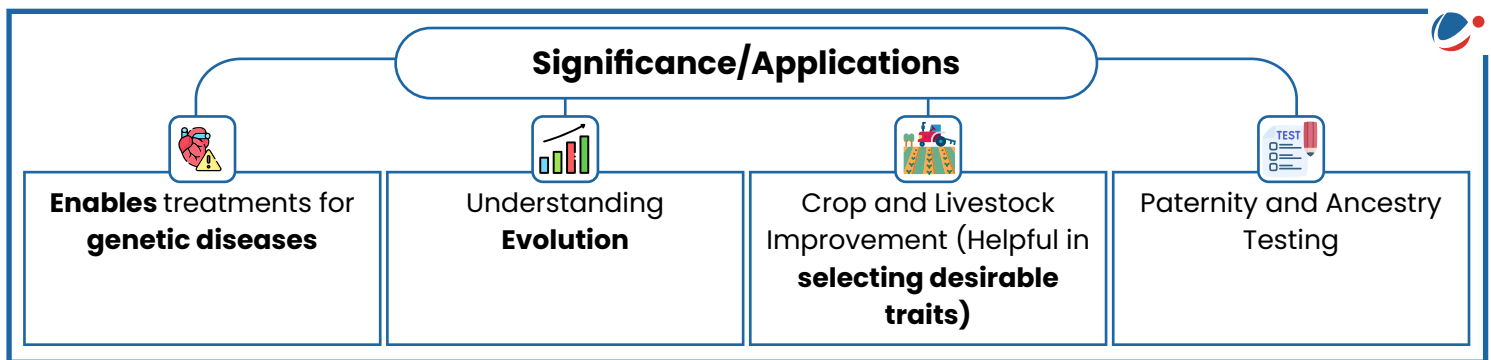 Significance/Applications
TEST
Enables treatments for
genetic diseases
Understanding
Evolution
Crop and Livestock
Improvement (Helpful in
selecting desirable
traits)
Paternity and Ancestry
Testing